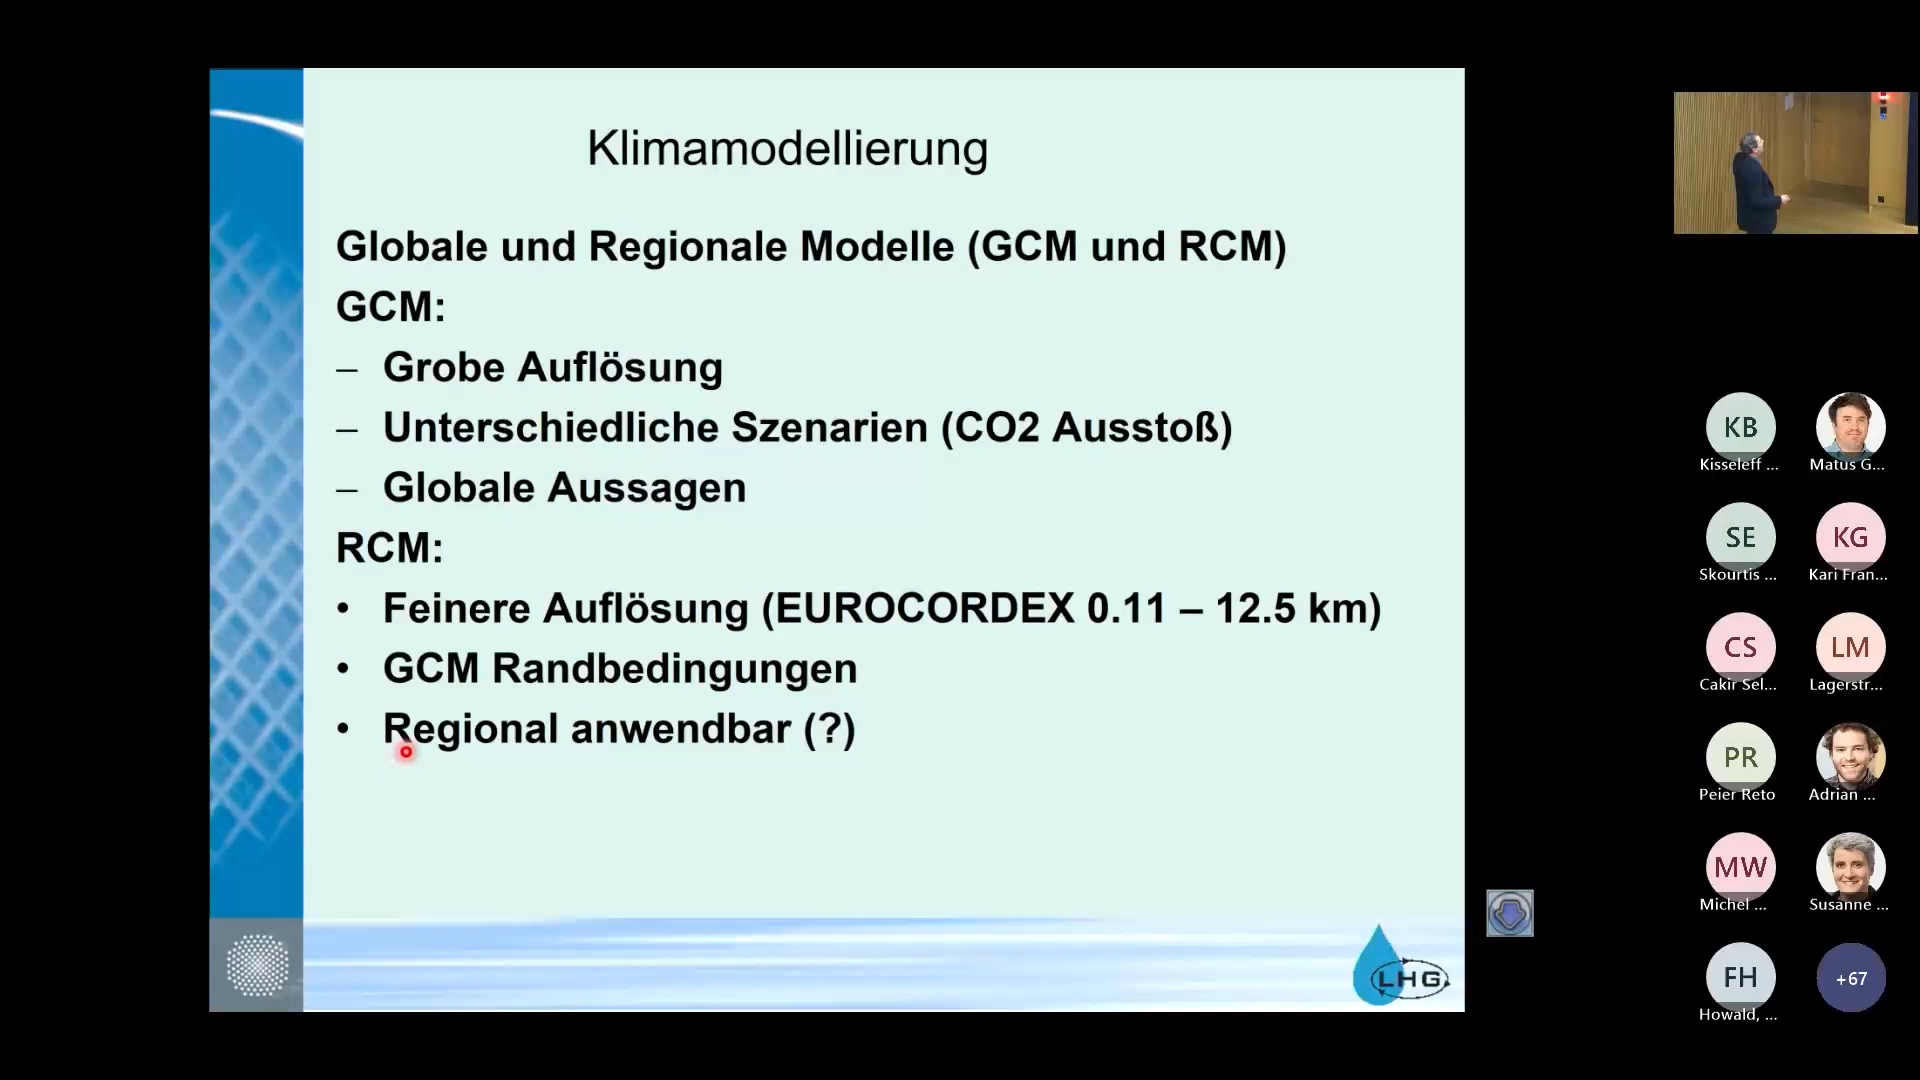 Klimamodellierung
Globale und Regionale Modelle (GCM und RCM)
GCM:
– Grobe Auflösung
– Unterschiedliche Szenarien (CO2 Ausstoß)
– Globale Aussagen
RCM:
• Feinere Auflösung (EUROCORDEX 0.11 – 12.5 km)
• GCM Randbedingungen
• Regional anwendbar (?)
LHG
KB
Kisseleff ...
Matus G...
SE
Skourtis ...
KG
Kari Fran...
CS
Cakir Sel...
LM
Lagerstr...
PR
Peier Reto
Adrian ...
MW
Michel ...
Susanne ...
FH
Howald, ...
+67